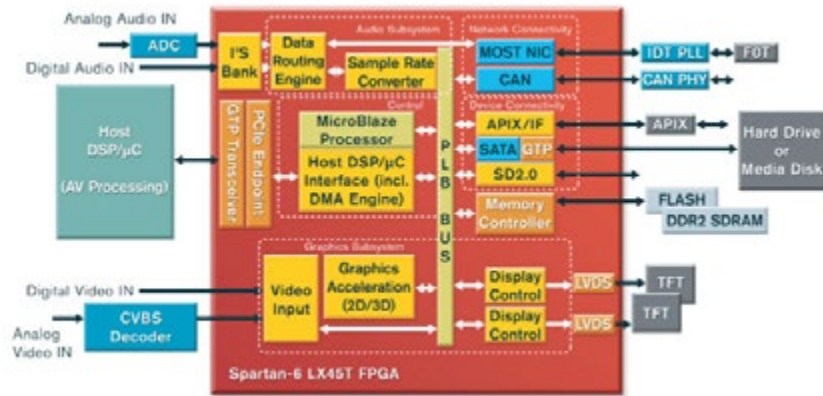 Analog Audio IN
ADC
Digital Audio IN
I'S
Bank
Audio Subsystem
Data
Routing
Engine
Sample Rate
Converter
Network Connectivity
MOST NIC
CAN
IDT PLL
FOT
CAN PHY
Host
DSP/µC
(AV Processing)
GTP Transceiver
PCIe Endpoint
Control
MicroBlaze
Processor
Host DSP/µC
Interface (incl.
DMA Engine)
PLB BUS
Device Connectivity
APIX/IF
SATA
GTP
SD2.0
APIX
Hard Drive
or
Media Disk
Memory
Controller
FLASH
DDR2 SDRAM
Graphics Subsystem
Digital Video IN
Analog
Video IN
CVBS
Decoder
Video
Input
Graphics
Acceleration
(2D/3D)
Display
Control
LVDS
TFT
Display
Control
LVDS
TFT
Spartan-6 LX45T FPGA